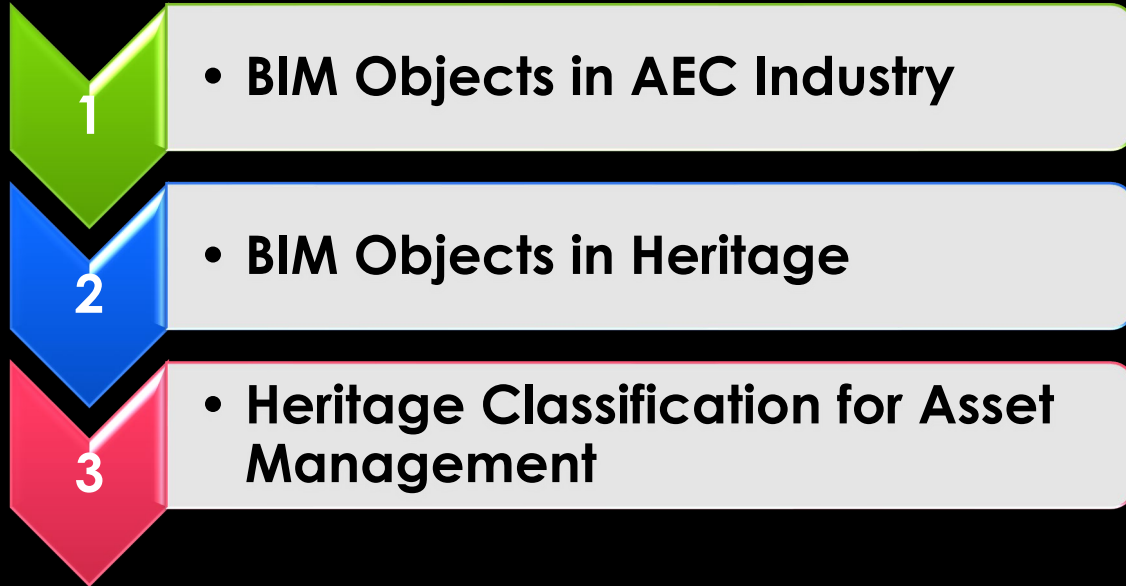 1
• BIM Objects in AEC Industry
2
• BIM Objects in Heritage
3
• Heritage Classification for Asset
Management